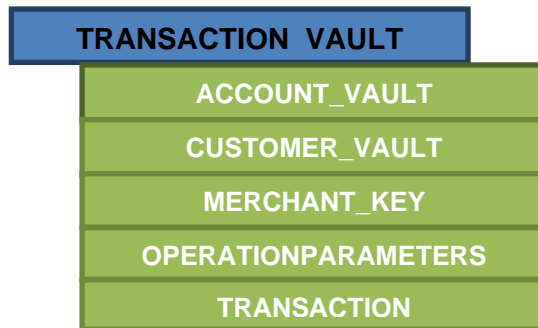 TRANSACTION VAULT
ACCOUNT_VAULT
CUSTOMER_VAULT
MERCHANT_KEY
OPERATIONPARAMETERS
TRANSACTION